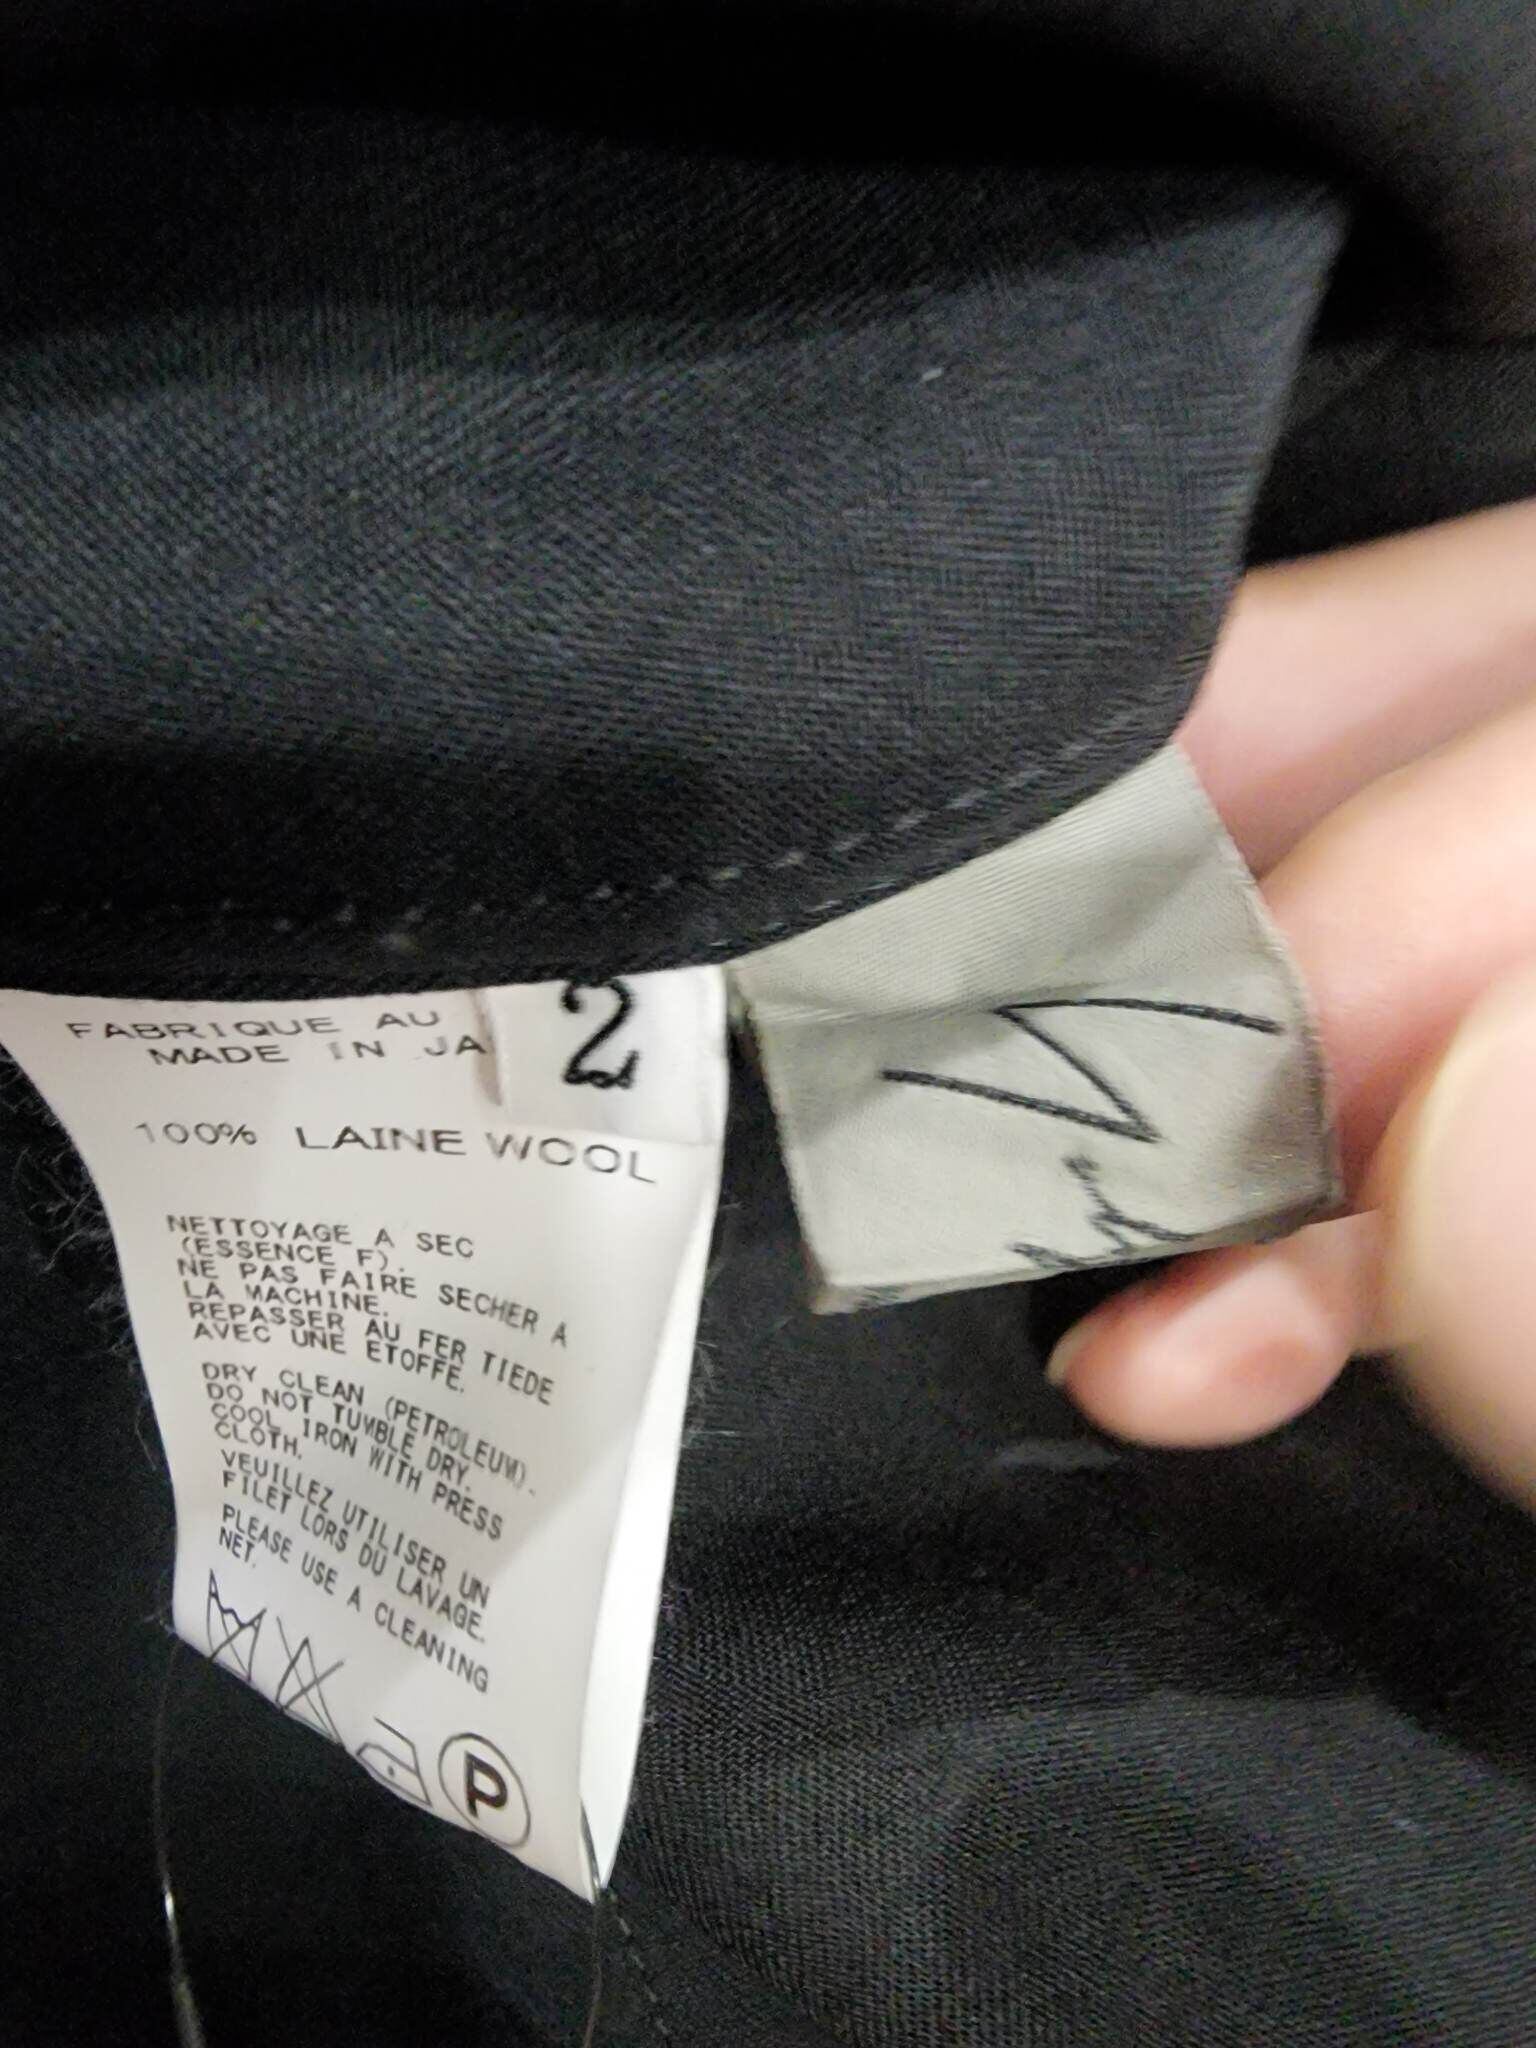 FABRIQUE AU
MADE IN JA
2
100% LAINE WOOL
NETTOYAGE A SEC
(ESSENCE F).
NE PAS FAIRE SECHER A
LA MACHINE.
REPASSER AU FER TIEDE
AVEC UNE ETOFFE.
DRY CLEAN (PETROLEUM).
DO NOT TUMBLE DRY.
COOL IRON WITH PRESS
CLOTH.
VEUILLEZ UTILISER UN
FILET LORS DU LAVAGE.
PLEASE USE A CLEANING
NET.
P